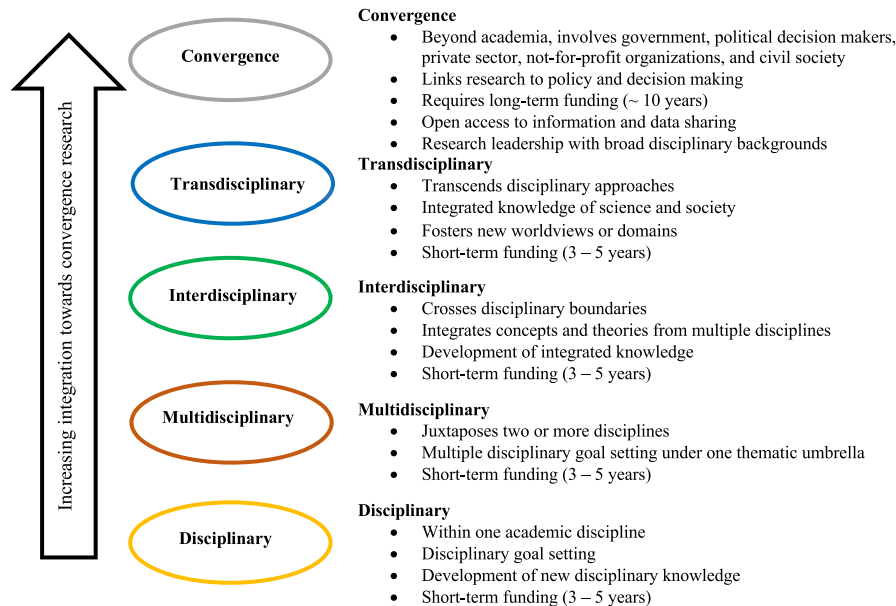 Increasing integration towards convergence research
Convergence
Transdisciplinary
Interdisciplinary
Multidisciplinary
Disciplinary
Convergence
• Beyond academia, involves government, political decision makers,
private sector, not-for-profit organizations, and civil society
• Links research to policy and decision making
• Requires long-term funding (~ 10 years)
• Open access to information and data sharing
• Research leadership with broad disciplinary backgrounds
Transdisciplinary
• Transcends disciplinary approaches
• Integrated knowledge of science and society
• Fosters new worldviews or domains
• Short-term funding (3 – 5 years)
Interdisciplinary
• Crosses disciplinary boundaries
• Integrates concepts and theories from multiple disciplines
• Development of integrated knowledge
• Short-term funding (3 – 5 years)
Multidisciplinary
• Juxtaposes two or more disciplines
• Multiple disciplinary goal setting under one thematic umbrella
• Short-term funding (3 – 5 years)
Disciplinary
• Within one academic discipline
• Disciplinary goal setting
• Development of new disciplinary knowledge
• Short-term funding (3 – 5 years)